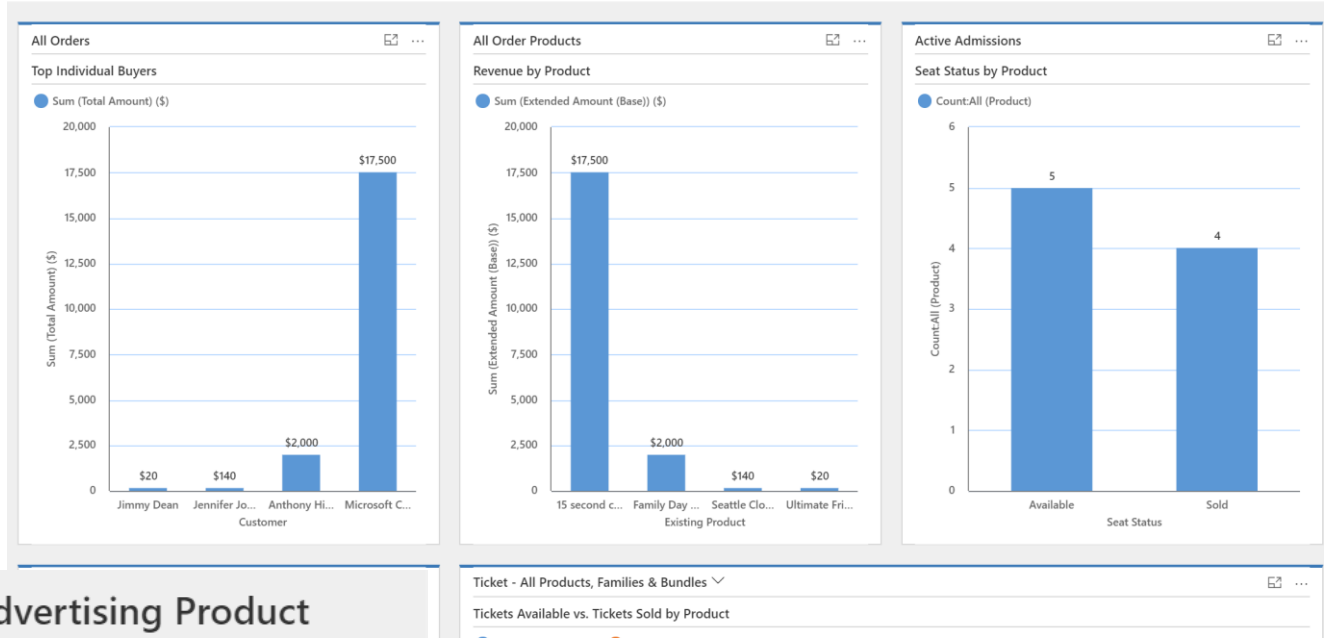 All Orders
...
Top Individual Buyers
Sum (Total Amount) ($)
20,000
17,500
15,000
12,500
10,000
7,500
5,000
2,500
0
Sum (Total Amount) ($)
$20
$140
$2,000
$17,500
Jimmy Dean
Jennifer Jo...
Anthony Hi...
Microsoft C...
Customer
All Order Products
...
Revenue by Product
Sum (Extended Amount (Base)) ($)
20,000
17,500
15,000
12,500
10,000
7,500
5,000
2,500
0
Sum (Extended Amount (Base)) ($)
$17,500
$2,000
$140
$20
15 second c...
Family Day ...
Seattle Clo...
Ultimate Fri...
Existing Product
Active Admissions
...
Seat Status by Product
Count:All (Product)
6
5
4
3
2
1
0
Count:All (Product)
5
4
Available
Sold
Seat Status
dvertising Product
Ticket - All Products, Families & Bundles
...
Tickets Available vs. Tickets Sold by Product